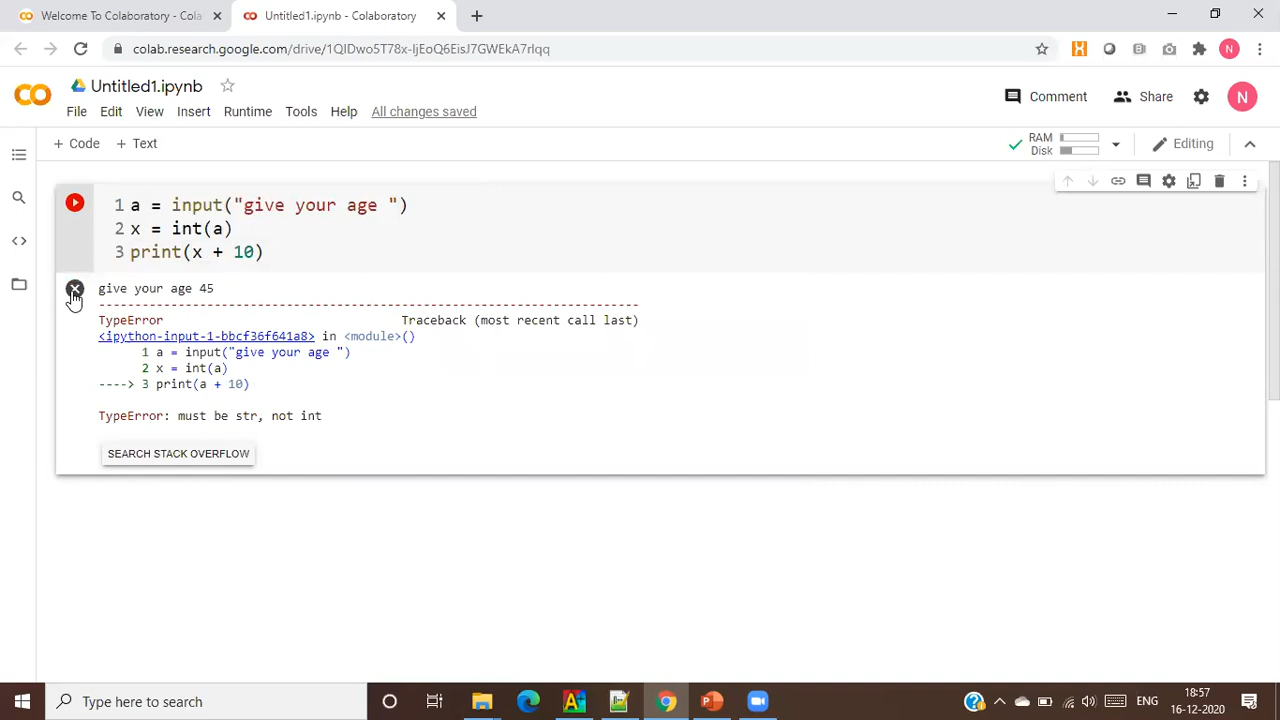 Welcome To Colaboratory - Cola
Untitled1.ipynb - Colaboratory
colab.research.google.com/drive/1QlDwo5T78x-ljEoQ6EisJ7GWEkA7rlqq
N
Untitled1.ipynb
File Edit View Insert Runtime Tools Help All changes saved
Comment Share N
+ Code + Text
RAM
Disk
Editing
1 a = input("give your age ")
2 x = int(a)
3 print(x + 10)
give your age 45
---------------------------------------------------------------------------
TypeError Traceback (most recent call last)
<ipython-input-1-bbcf36f641a8> in <module>()
1 a = input("give your age ")
2 x = int(a)
----> 3 print(a + 10)
TypeError: must be str, not int
SEARCH STACK OVERFLOW
Type here to search
ENG
18:57
16-12-2020